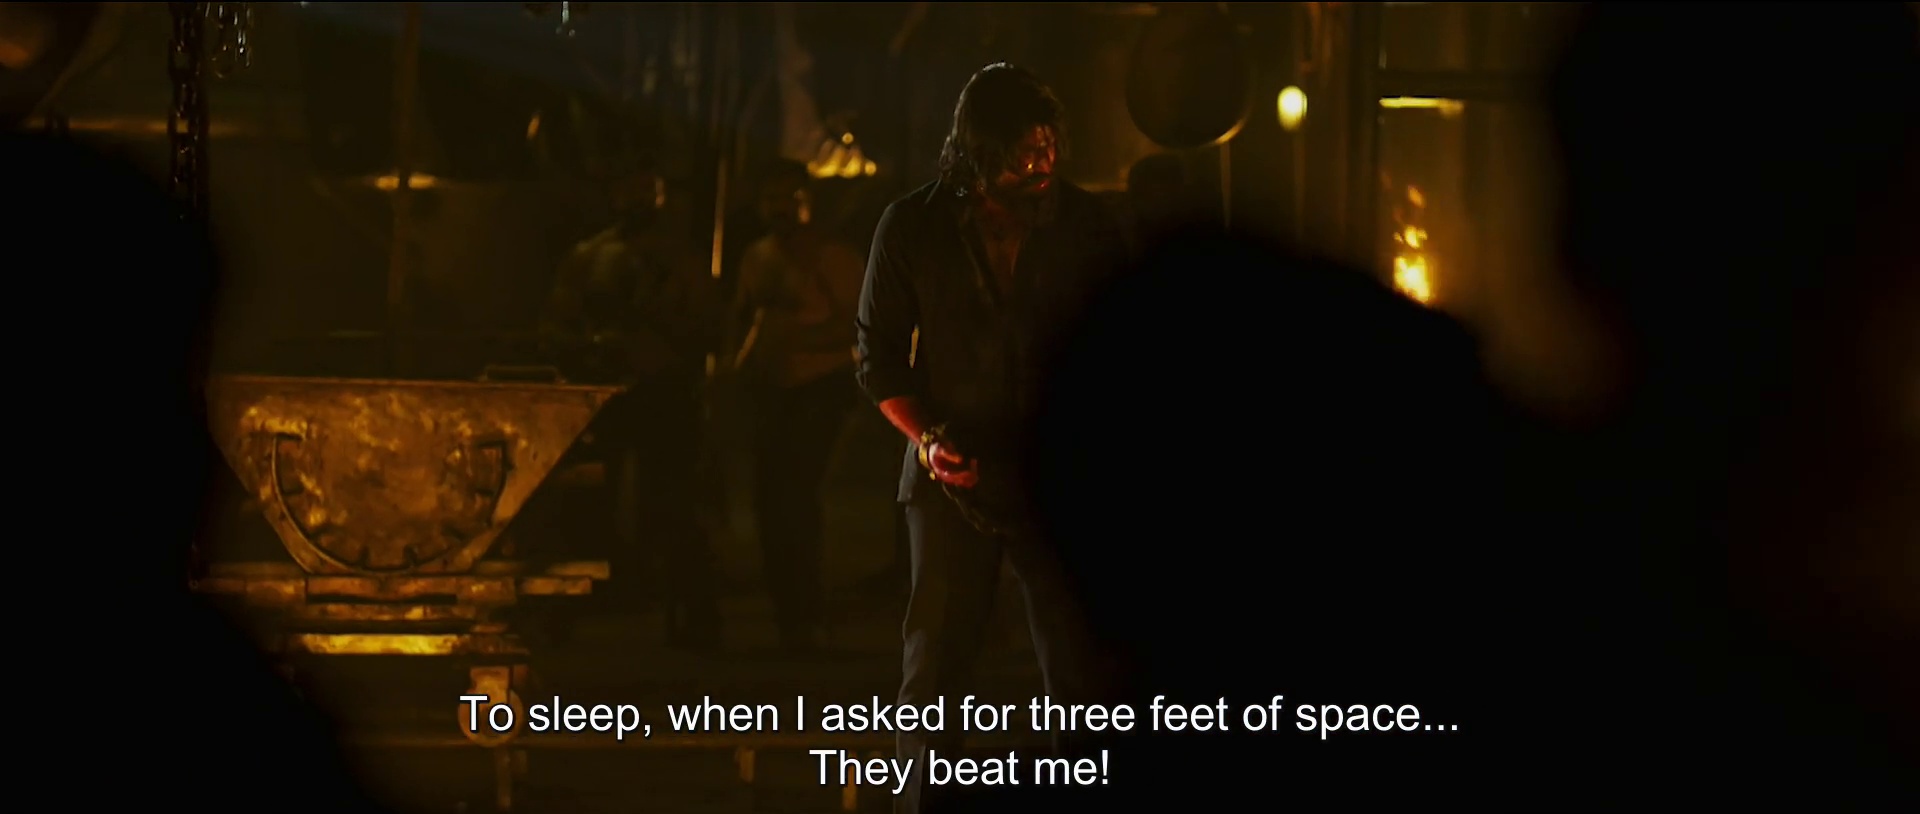 To sleep, when I asked for three feet of space...
They beat me!